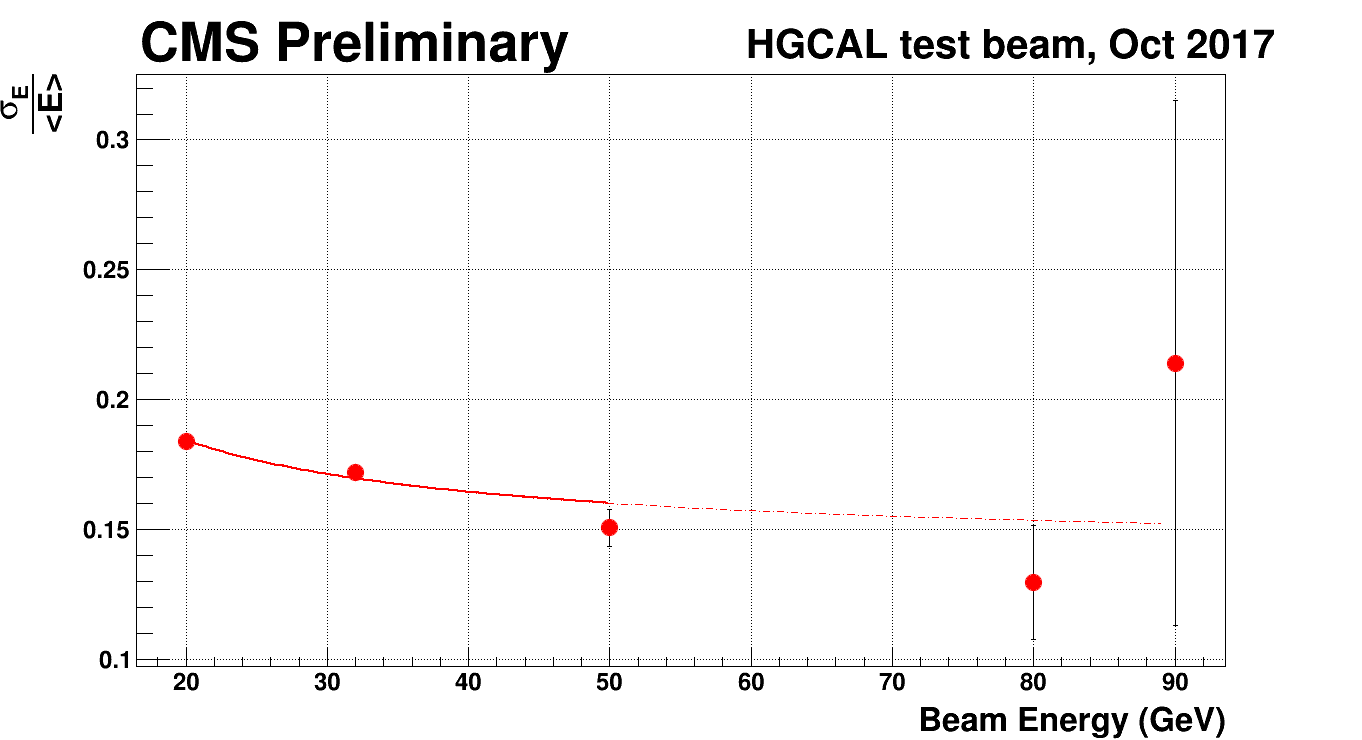 CMS Preliminary
HGCAL test beam, Oct 2017
σE
<E>
0.3
0.25
0.2
0.15
0.1
20 30 40 50 60 70 80 90
Beam Energy (GeV)